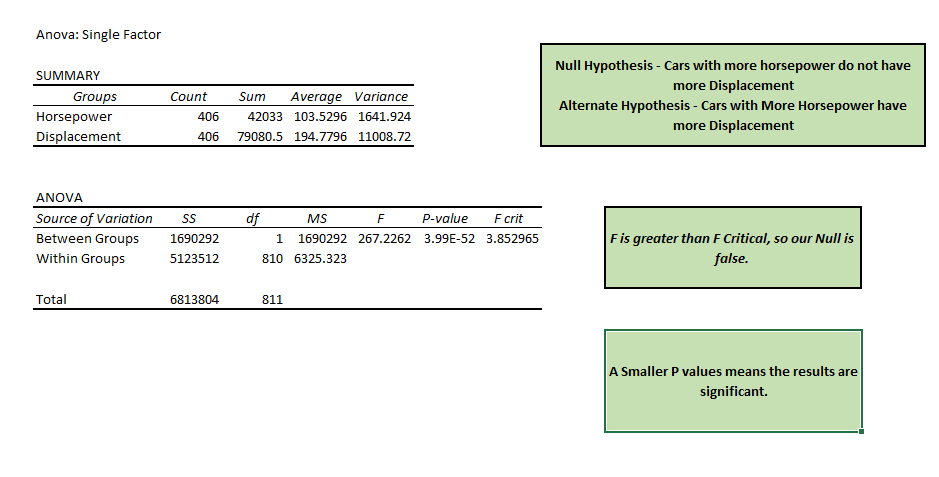 Anova: Single Factor
SUMMARY
Groups Count Sum Average Variance
Horsepower 406 42033 103.5296 1641.924
Displacement 406 79080.5 194.7796 11008.72
Null Hypothesis - Cars with more horsepower do not have
more Displacement
Alternate Hypothesis - Cars with More Horsepower have
more Displacement
ANOVA
Source of Variation SS df MS F P-value F crit
Between Groups 1690292 1 1690292 267.2262 3.99E-52 3.852965
Within Groups 5123512 810 6325.323
Total 6813804 811
F is greater than F Critical, so our Null is
false.
A Smaller P values means the results are
significant.